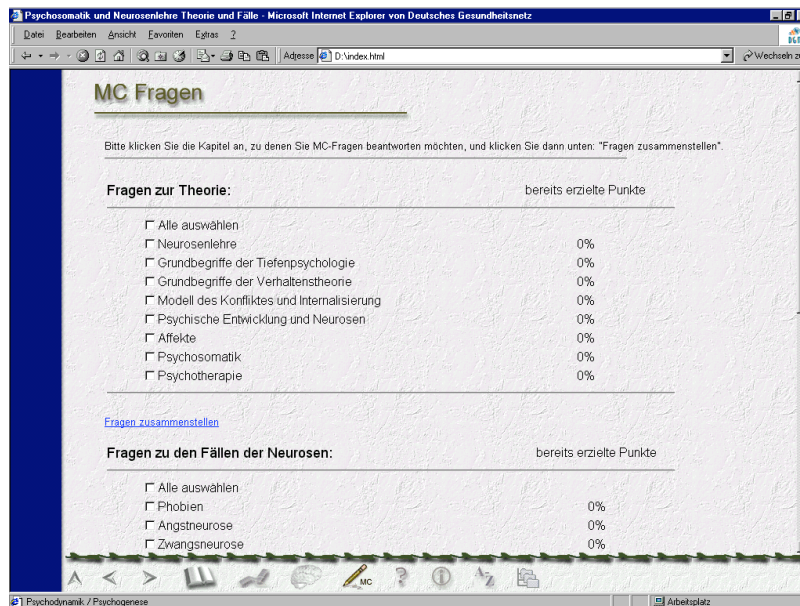 Psychosomatik und Neurosenlehre Theorie und Fälle - Microsoft Internet Explorer von Deutsches Gesundheitsnetz
Datei Bearbeiten Ansicht Favoriten Extras ?
Adresse D:\index.html Wechseln zu
MC Fragen
Bitte klicken Sie die Kapitel an, zu denen Sie MC-Fragen beantworten möchten, und klicken Sie dann unten: "Fragen zusammenstellen".
Fragen zur Theorie: bereits erzielte Punkte
Alle auswählen
Neurosenlehre 0%
Grundbegriffe der Tiefenpsychologie 0%
Grundbegriffe der Verhaltenstheorie 0%
Modell des Konfliktes und Internalisierung 0%
Psychische Entwicklung und Neurosen 0%
Affekte 0%
Psychosomatik 0%
Psychotherapie 0%
Fragen zusammenstellen
Fragen zu den Fällen der Neurosen: bereits erzielte Punkte
Alle auswählen
Phobien 0%
Angstneurose 0%
Zwangsneurose 0%
MC ? A-Z
Psychodynamik / Psychogenese Arbeitsplatz